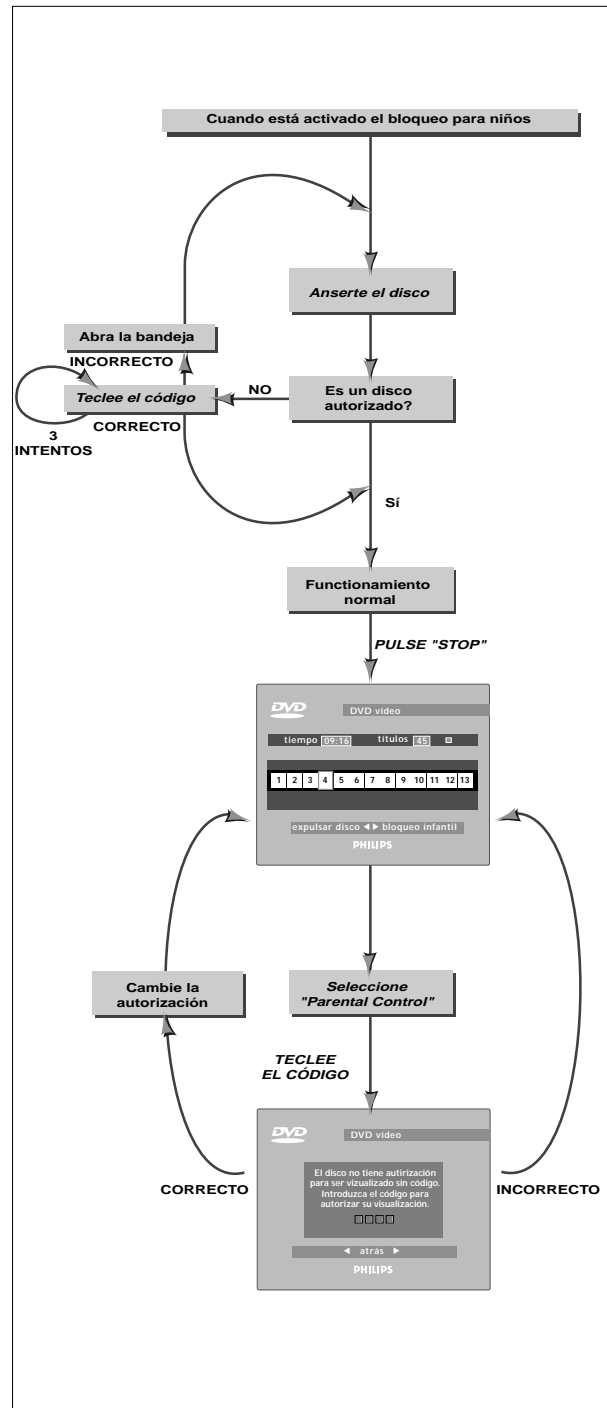 Cuando está activado el bloqueo para niños
Anserte el disco
Abra la bandeja
INCORRECTO
Teclee el código
NO
Es un disco
autorizado?
CORRECTO
3
INTENTOS
Sí
Functionamiento
normal
PULSE "STOP"
DVD
DVD vídeo
tiempo 09:16 títulos 45
1 2 3 4 5 6 7 8 9 10 11 12 13
expulsar disco ◀ ▶ bloqueo infantil
PHILIPS
Cambie la
autorización
Seleccione
"Parental Control"
TECLEE
EL CÓDIGO
DVD
DVD vídeo
El disco no tiene autirización
para ser vizualizado sin código.
Introduzca el código para
autorizar su visualización.
CORRECTO
INCORRECTO
◀ atrás ▶
PHILIPS